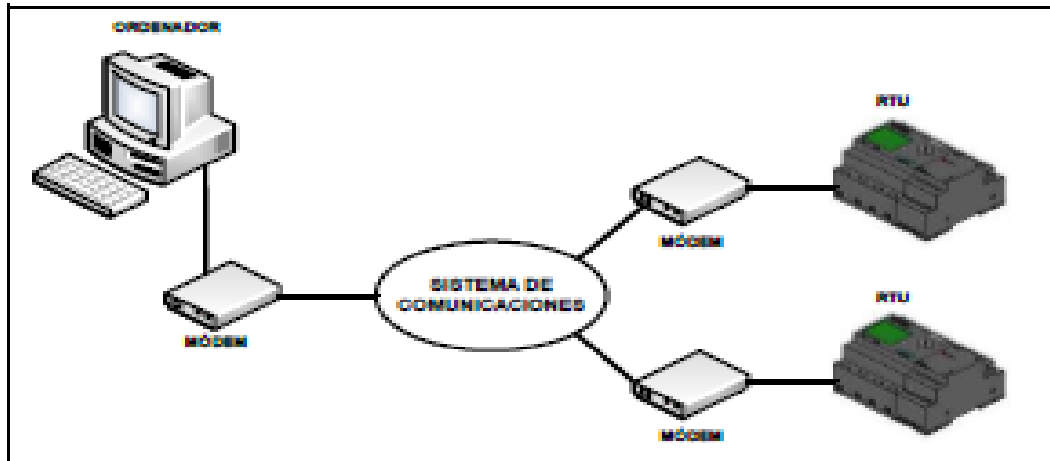 ORDENADOR
RTU
MÓDEM
SISTEMA DE
COMUNICACIONES
MÓDEM
RTU
MÓDEM